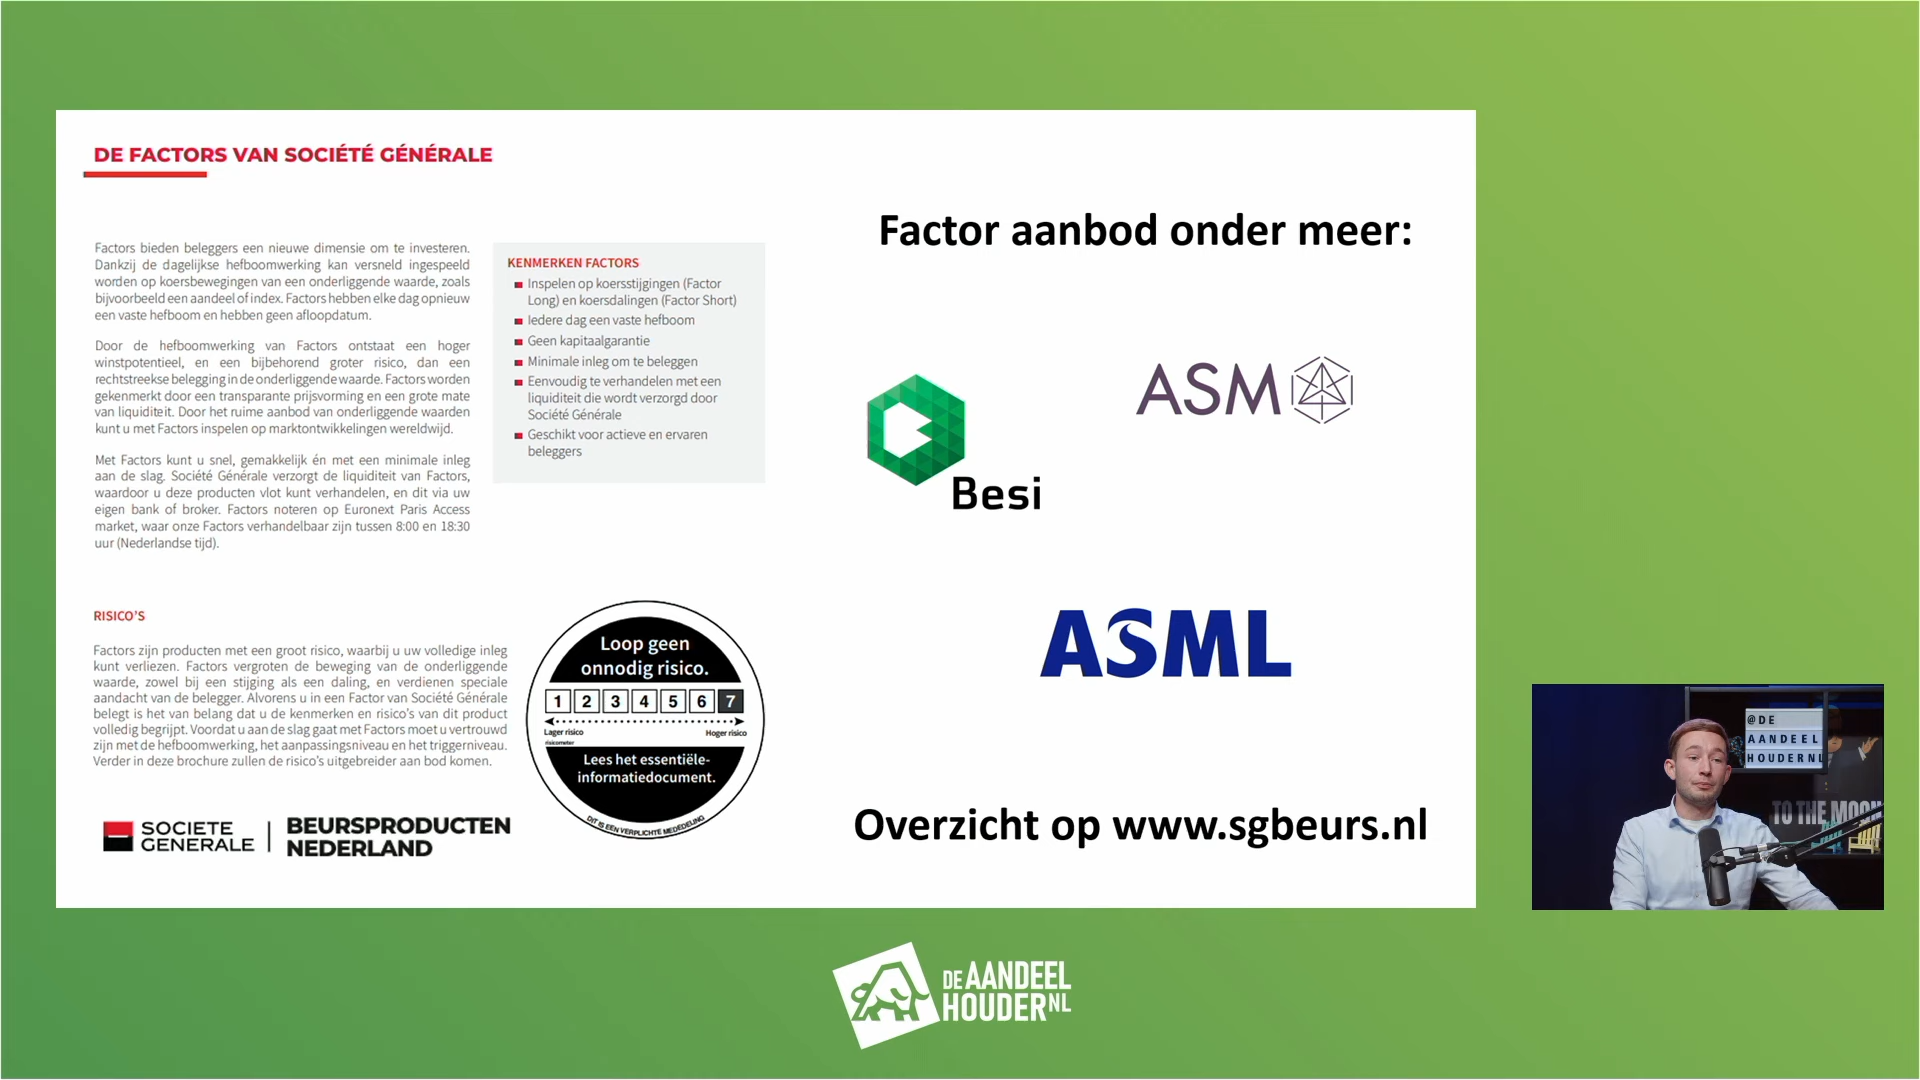 DE FACTORS VAN SOCIÉTÉ GÉNÉRALE
Factors bieden beleggers een nieuwe dimensie om te investeren.
Dankzij de dagelijkse hefboomwerking kan versneld ingespeeld
worden op koersbewegingen van een onderliggende waarde, zoals
bijvoorbeeld een aandeel of index. Factors hebben elke dag opnieuw
een vaste hefboom en hebben geen afloopdatum.
Door de hefboomwerking van Factors ontstaat een hoger
winstpotentieel, en een bijbehorend groter risico, dan een
rechtstreekse belegging in de onderliggende waarde. Factors worden
gekenmerkt door een transparante prijsvorming en een grote mate
van liquiditeit. Door het ruime aanbod van onderliggende waarden
kunt u met Factors inspelen op marktontwikkelingen wereldwijd.
Met Factors kunt u snel, gemakkelijk én met een minimale inleg
aan de slag. Société Générale verzorgt de liquiditeit van Factors,
waardoor u deze producten vlot kunt verhandelen, en dit via uw
eigen bank of broker. Factors noteren op Euronext Paris Access
market, waar onze Factors verhandelbaar zijn tussen 8:00 en 18:30
uur (Nederlandse tijd).
KENMERKEN FACTORS
Inspelen op koersstijgingen (Factor
Long) en koersdalingen (Factor Short)
Iedere dag een vaste hefboom
Geen kapitaalgarantie
Minimale inleg om te beleggen
Eenvoudig te verhandelen met een
liquiditeit die wordt verzorgd door
Société Générale
Geschikt voor actieve en ervaren
beleggers
RISICO'S
Factors zijn producten met een groot risico, waarbij u uw volledige inleg
kunt verliezen. Factors vergroten de beweging van de onderliggende
waarde, zowel bij een stijging als een daling, en verdienen speciale
aandacht van de belegger. Alvorens u in een Factor van Société Générale
belegt is het van belang dat u de kenmerken en risico's van dit product
volledig begrijpt. Voordat u aan de slag gaat met Factors moet u vertrouwd
zijn met de hefboomwerking, het aanpassingsniveau en het triggerniveau.
Verder in deze brochure zullen de risico's uitgebreider aan bod komen.
Loop geen
onnodig risico.
1 2 3 4 5 6 7
Lager risico Hoger risico
risicometer
Lees het essentiële-
informatiedocument.
DIT IS EEN VERPLICHTE MEDEDELING
SOCIETE
GENERALE
BEURSPRODUCTEN
NEDERLAND
Factor aanbod onder meer:
ASM
Besi
ASML
Overzicht op www.sgbeurs.nl
@DE
AANDEEL
HOUDERNL
TO THE MOON
DE AANDEEL
HOUDER NL